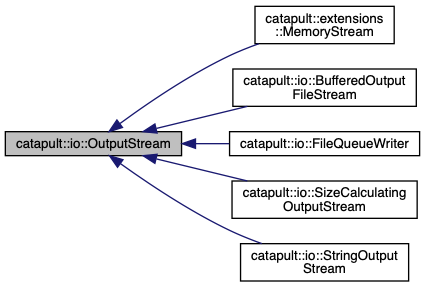 catapult::extensions
::MemoryStream
catapult::io::BufferedOutput
FileStream
catapult::io::OutputStream
catapult::io::FileQueueWriter
catapult::io::SizeCalculating
OutputStream
catapult::io::StringOutput
Stream